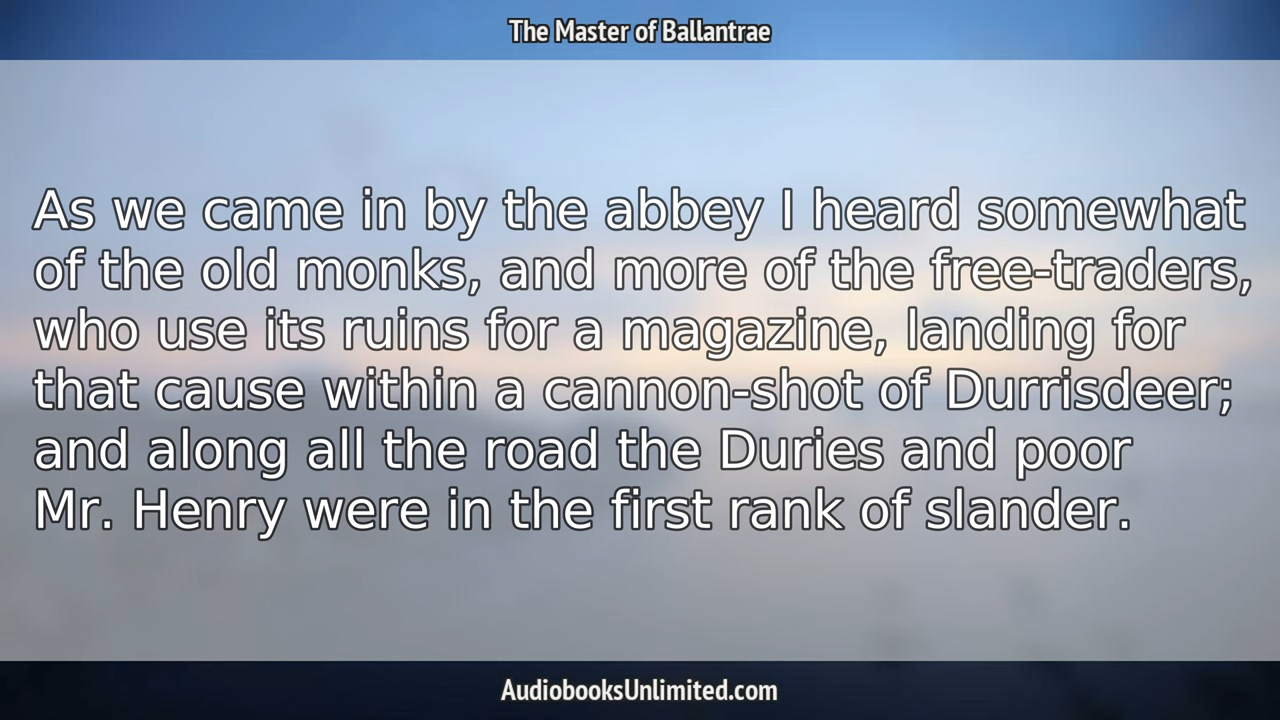 The Master of Ballantrae
As we came in by the abbey I heard somewhat
of the old monks, and more of the free-traders,
who use its ruins for a magazine, landing for
that cause within a cannon-shot of Durrisdeer;
and along all the road the Duries and poor
Mr. Henry were in the first rank of slander.
AudiobooksUnlimited.com